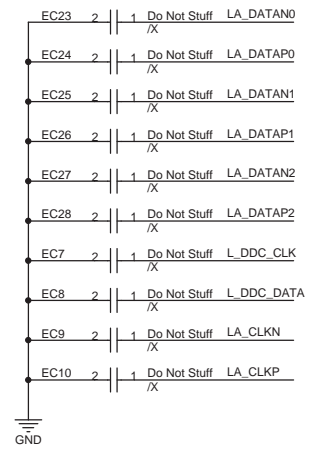 EC23 2 1 Do Not Stuff LA_DATAN0
/X
EC24 2 1 Do Not Stuff LA_DATAP0
/X
EC25 2 1 Do Not Stuff LA_DATAN1
/X
EC26 2 1 Do Not Stuff LA_DATAP1
/X
EC27 2 1 Do Not Stuff LA_DATAN2
/X
EC28 2 1 Do Not Stuff LA_DATAP2
/X
EC7 2 1 Do Not Stuff L_DDC_CLK
/X
EC8 2 1 Do Not Stuff L_DDC_DATA
/X
EC9 2 1 Do Not Stuff LA_CLKN
/X
EC10 2 1 Do Not Stuff LA_CLKP
/X
GND